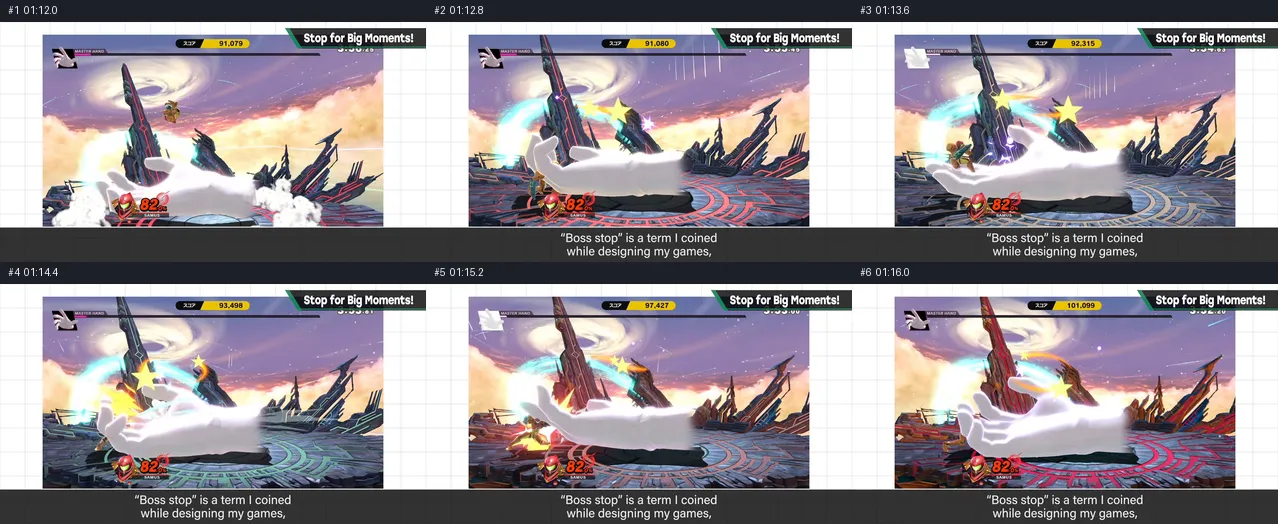 #1 01:12.0
Stop for Big Moments!
スコア 91,079
MASTER HAND
82
SAMUS
#2 01:12.8
Stop for Big Moments!
スコア 91,080
MASTER HAND
82
SAMUS
“Boss stop” is a term I coined
while designing my games,
#3 01:13.6
Stop for Big Moments!
スコア 92,315
MASTER HAND
82
SAMUS
“Boss stop” is a term I coined
while designing my games,
#4 01:14.4
Stop for Big Moments!
スコア 93,498
MASTER HAND
82
SAMUS
“Boss stop” is a term I coined
while designing my games,
#5 01:15.2
Stop for Big Moments!
スコア 97,427
MASTER HAND
82
SAMUS
“Boss stop” is a term I coined
while designing my games,
#6 01:16.0
Stop for Big Moments!
スコア 101,099
MASTER HAND
82
SAMUS
“Boss stop” is a term I coined
while designing my games,